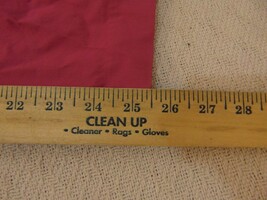 22 23 24 25 26 27 28
CLEAN UP
• Cleaner • Rags • Gloves